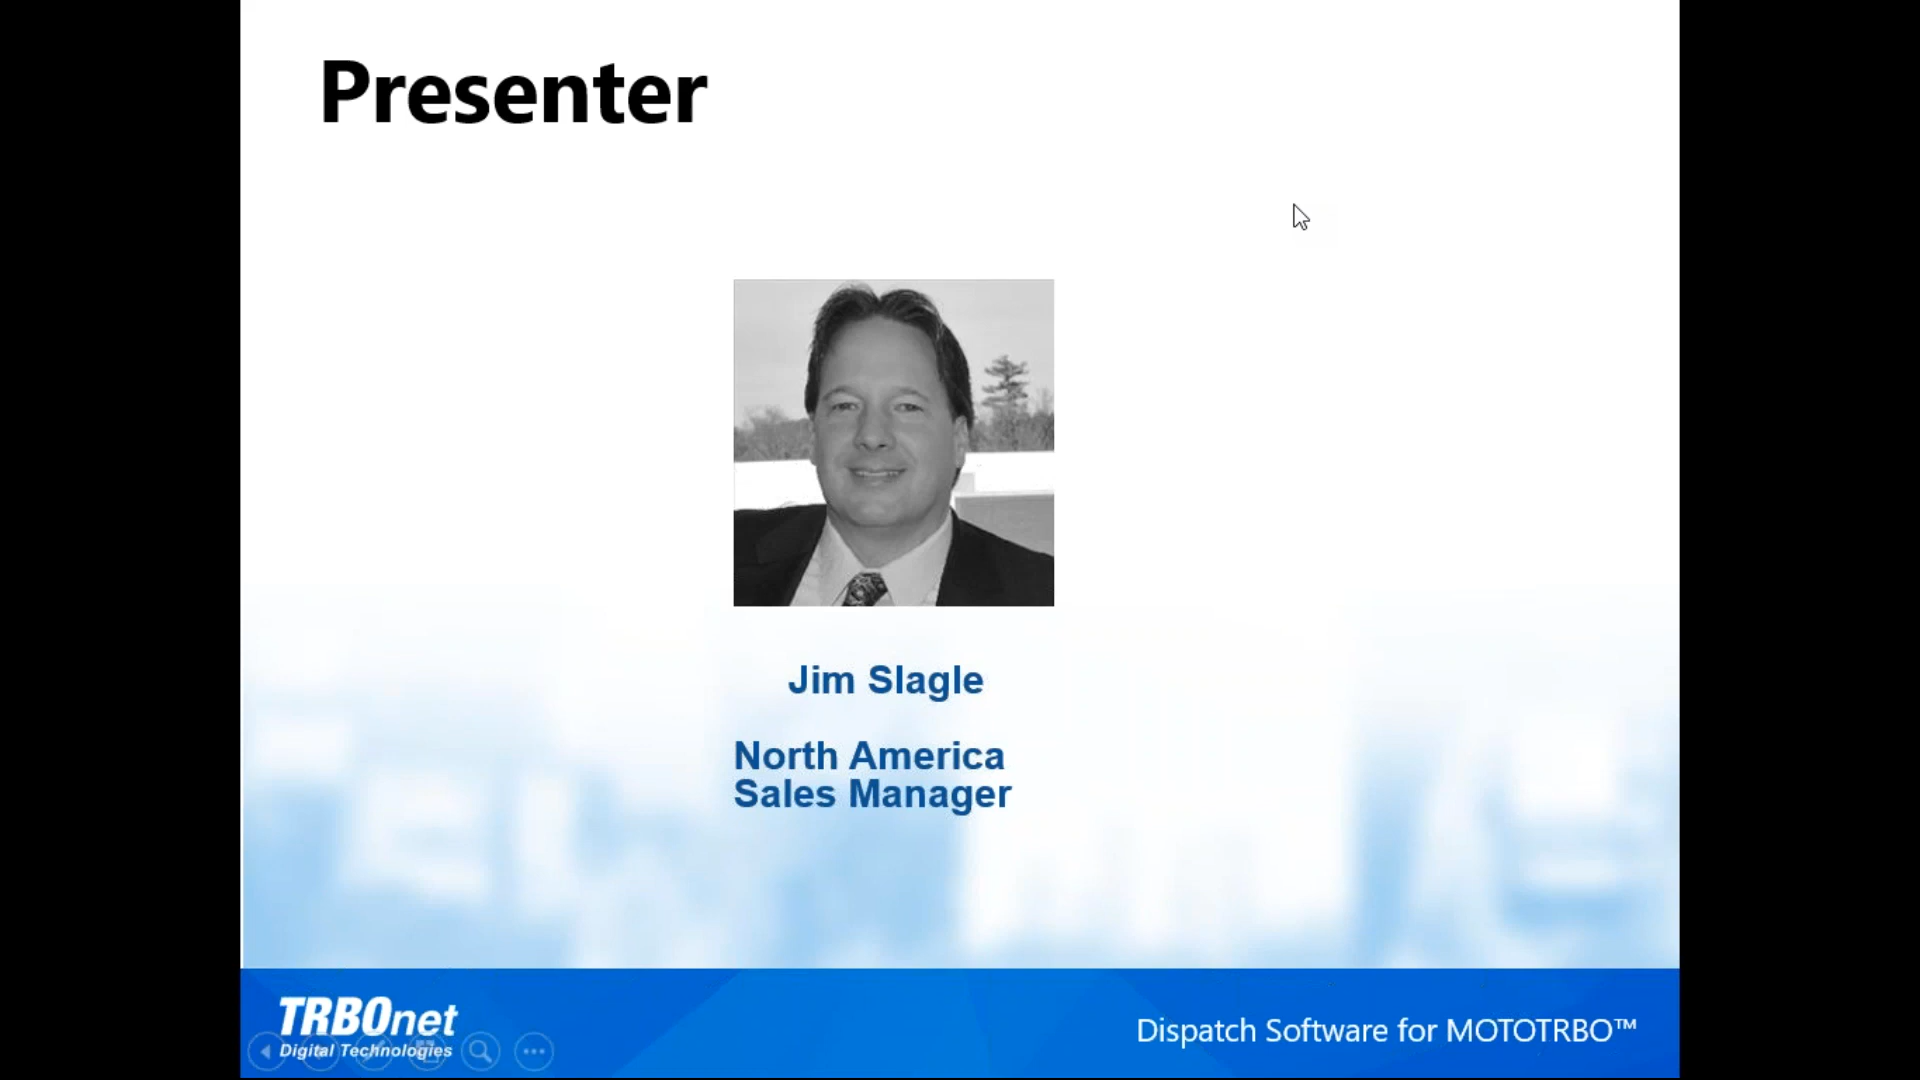 Presenter
Jim Slagle
North America
Sales Manager
TRBOnet
Digital Technologies
Dispatch Software for MOTOTRBO™